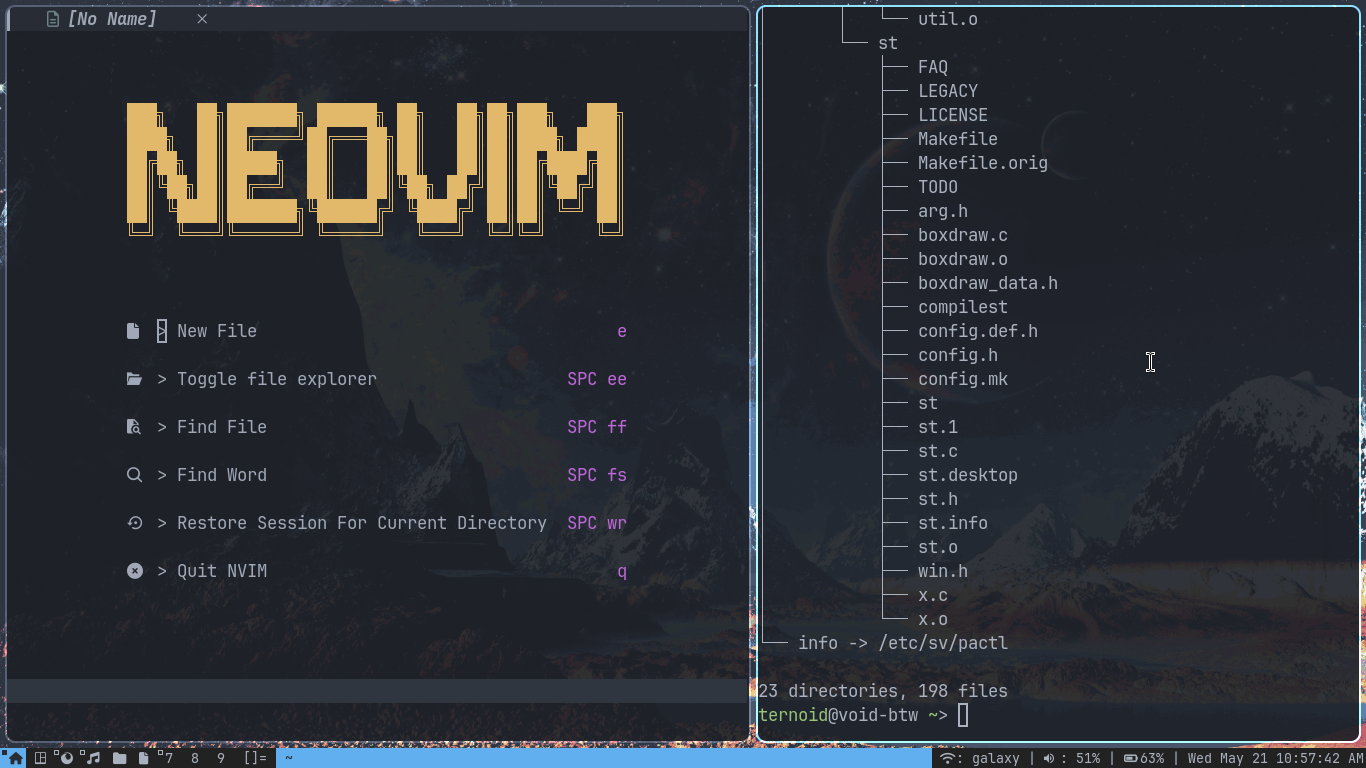 [No Name]
NEOVIM
> New File e
> Toggle file explorer SPC ee
> Find File SPC ff
> Find Word SPC fs
> Restore Session For Current Directory SPC wr
> Quit NVIM q
util.o
st
FAQ
LEGACY
LICENSE
Makefile
Makefile.orig
TODO
arg.h
boxdraw.c
boxdraw.o
boxdraw_data.h
compilest
config.def.h
config.h
config.mk
st
st.1
st.c
st.desktop
st.h
st.info
st.o
win.h
x.c
x.o
info -> /etc/sv/pactl
23 directories, 198 files
ternoid@void-btw ~>
7 8 9 []= ~ : galaxy | : 51% | 63% | Wed May 21 10:57:42 AM